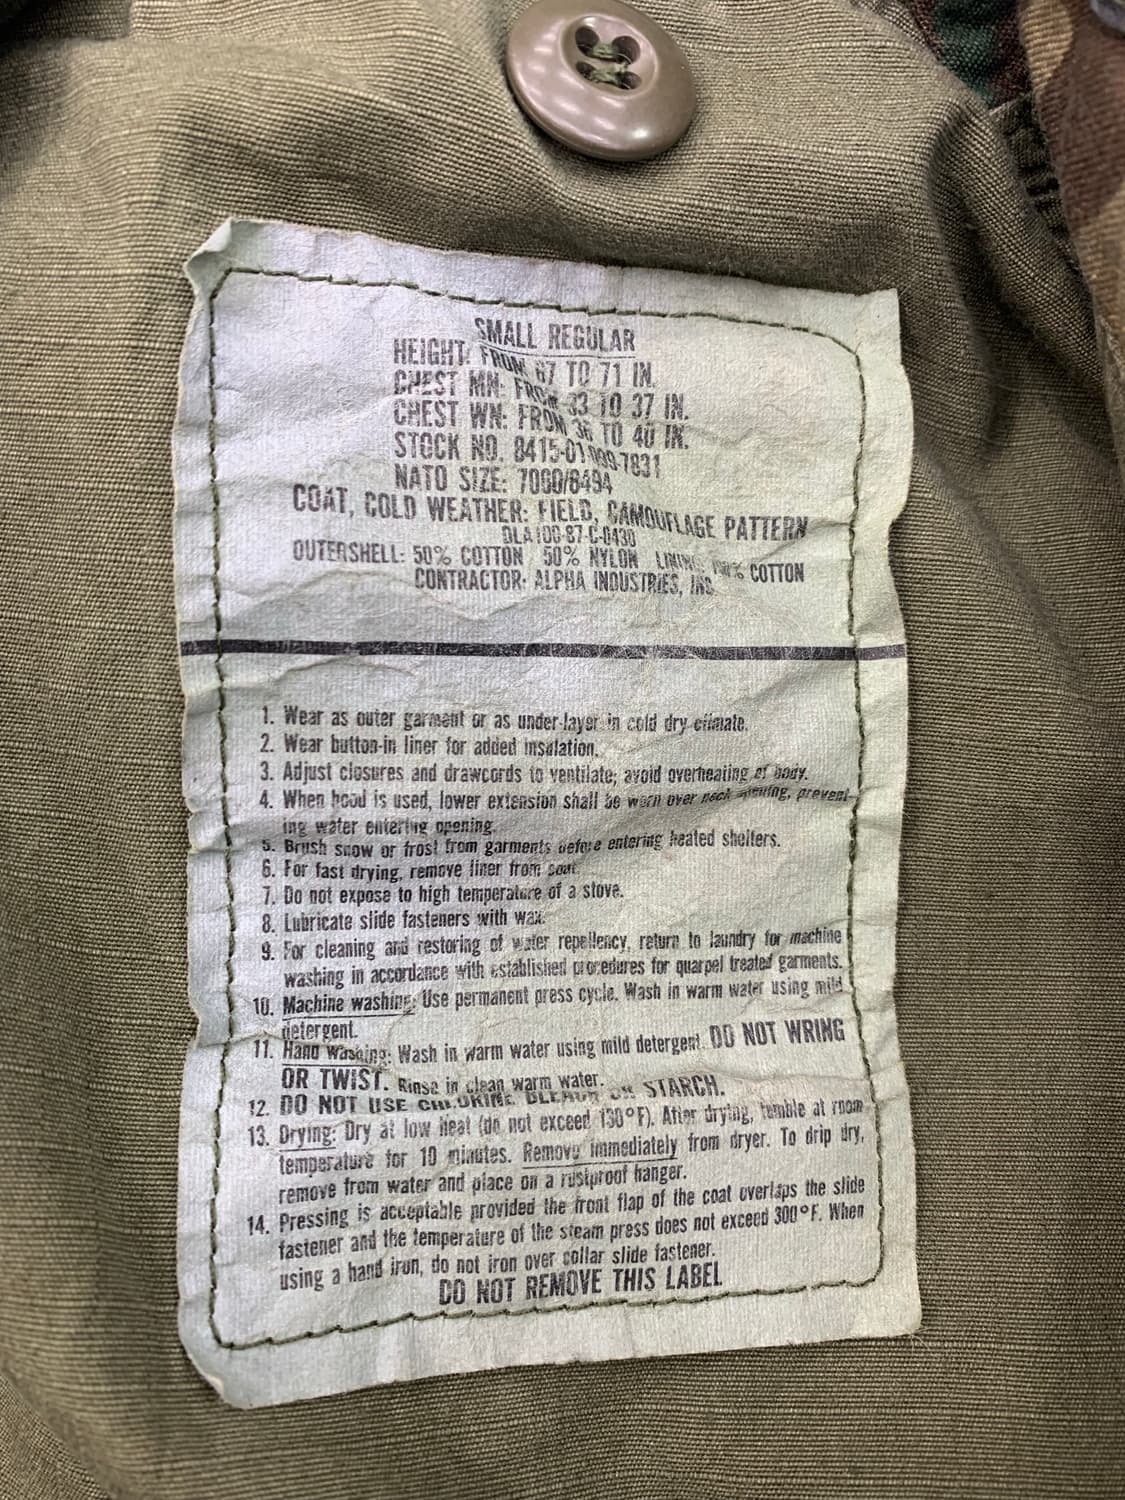 SMALL REGULAR
HEIGHT: FROM 67 TO 71 IN.
CHEST MN: FROM 33 TO 37 IN.
CHEST WN: FROM 36 TO 40 IN.
STOCK NO. 8415-01-099-7831
NATO SIZE: 7080/8494
COAT, COLD WEATHER: FIELD, CAMOUFLAGE PATTERN
DLA100-87-C-0430
OUTERSHELL: 50% COTTON 50% NYLON LINING 100% COTTON
CONTRACTOR: ALPHA INDUSTRIES, INC
1. Wear as outer garment or as under-layer in cold dry climate.
2. Wear button-in liner for added insulation.
3. Adjust closures and drawcords to ventilate; avoid overheating of body.
4. When hood is used, lower extension shall be worn over neck opening, prevent-
ing water entering opening.
5. Brush snow or frost from garments before entering heated shelters.
6. For fast drying, remove liner from coat.
7. Do not expose to high temperature of a stove.
8. Lubricate slide fasteners with wax.
9. For cleaning and restoring of water repellency, return to laundry for machine
washing in accordance with established procedures for quarpel treated garments.
10. Machine washing: Use permanent press cycle. Wash in warm water using mild
detergent.
11. Hand washing: Wash in warm water using mild detergent. DO NOT WRING
OR TWIST. Rinse in clean warm water.
12. DO NOT USE CHLORINE BLEACH OR STARCH.
13. Drying: Dry at low heat (do not exceed 130°F). After drying, tumble at room
temperature for 10 minutes. Remove immediately from dryer. To drip dry,
remove from water and place on a rustproof hanger.
14. Pressing is acceptable provided the front flap of the coat overlaps the slide
fastener and the temperature of the steam press does not exceed 300°F. When
using a hand iron, do not iron over collar slide fastener.
DO NOT REMOVE THIS LABEL